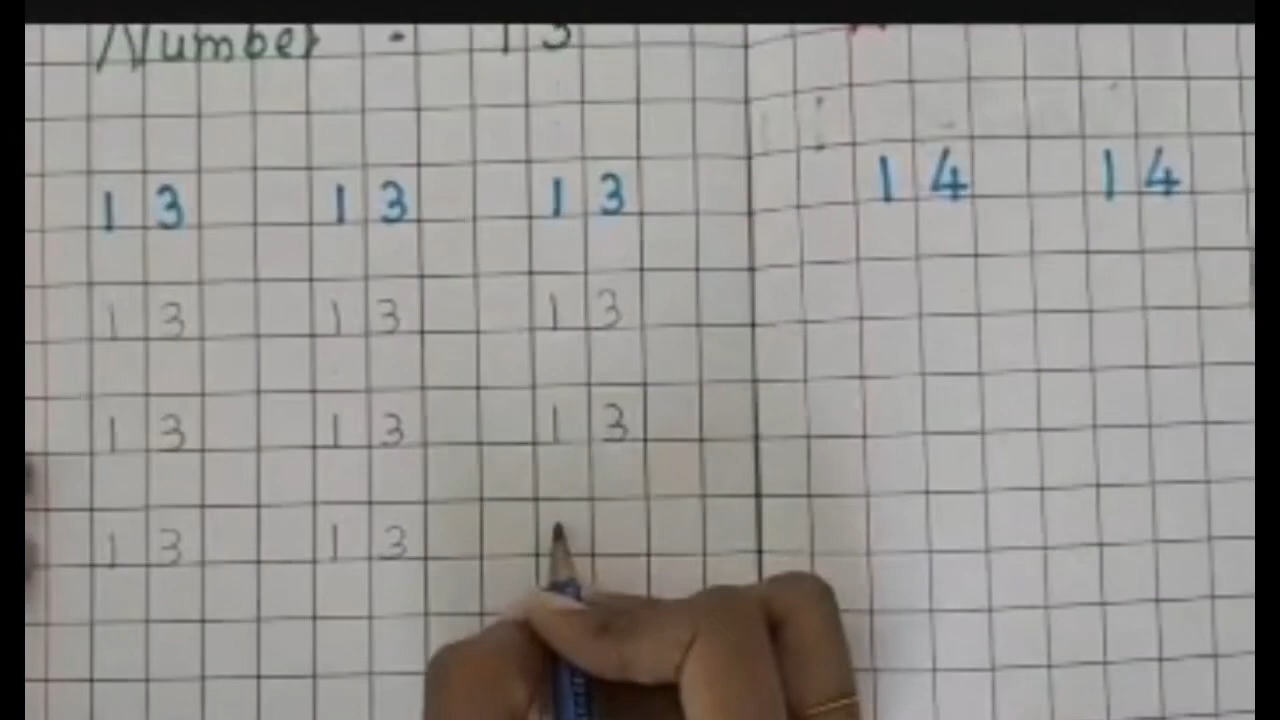 Number - 13
13 13 13
13 13 13
13 13 13
13 13
14 14